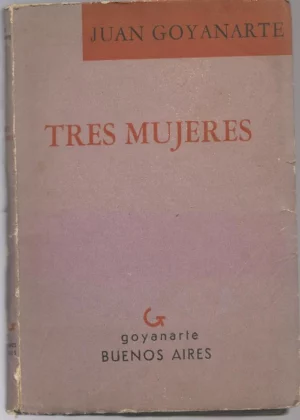 JUAN GOYANARTE
TRES MUJERES
goyanarte
BUENOS AIRES